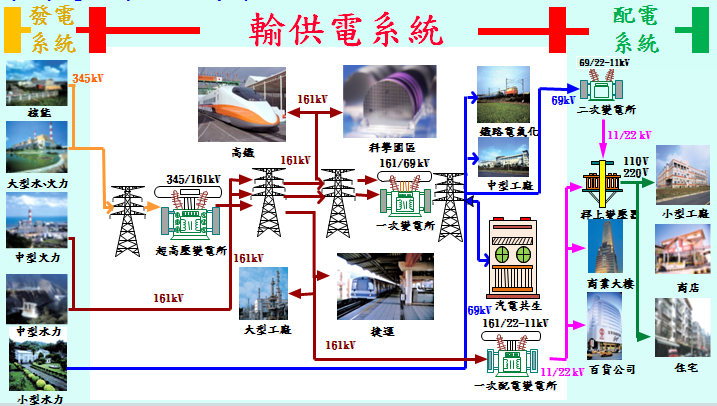 發電
系統
輸供電系統
配電
系統
345kV
核能
大型水、火力
中型火力
中型水力
小型水力
高鐵
161kV
科學園區
鐵路電氣化
69kV
69/22-11kV
二次變電所
345/161kV
超高壓變電所
161kV
161/69kV
一次變電所
中型工廠
11/22 kV
110V
220V
桿上變壓器
小型工廠
161kV
161kV
大型工廠
161kV
捷運
汽電共生
69kV
商業大樓
商店
161kV
161/22-11kV
一次配電變電所
11/22kV
百貨公司
住宅